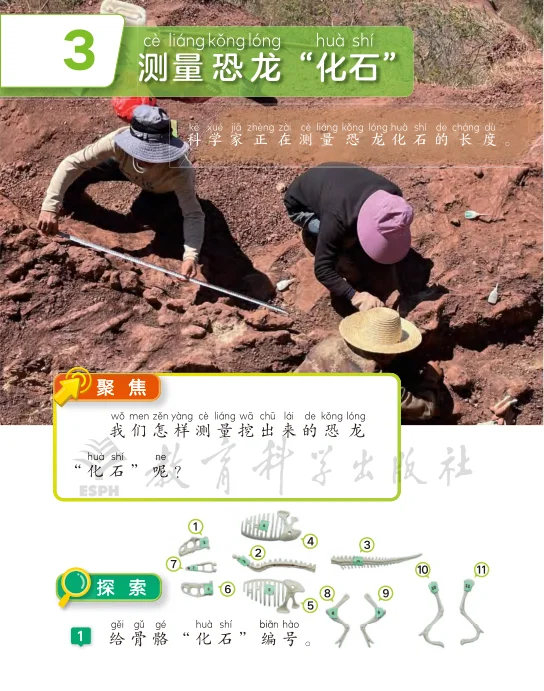 3
cè liáng kǒng lóng huà shí
测量恐龙“化石”
kē xué jiā zhèng zài cè liáng kǒng lóng huà shí de cháng dù
科学家正在测量恐龙化石的长度。
聚焦
wǒ men zěn yàng cè liáng wā chū lái de kǒng lóng
我们怎样测量挖出来的恐龙
huà shí ne
“化石”呢？
ESPH 教育科学出版社
1
4
2
3
7
10
11
6
5
8
9
探索
gěi gǔ gé huà shí biān hào
1 给骨骼“化石”编号。